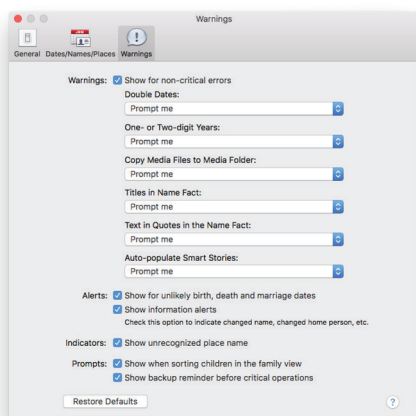 Warnings
General Dates/Names/Places Warnings
Warnings: Show for non-critical errors
Double Dates:
Prompt me
One- or Two-digit Years:
Prompt me
Copy Media Files to Media Folder:
Prompt me
Titles in Name Fact:
Prompt me
Text in Quotes in the Name Fact:
Prompt me
Auto-populate Smart Stories:
Prompt me
Alerts: Show for unlikely birth, death and marriage dates
Show information alerts
Check this option to indicate changed name, changed home person, etc.
Indicators: Show unrecognized place name
Prompts: Show when sorting children in the family view
Show backup reminder before critical operations
Restore Defaults ?